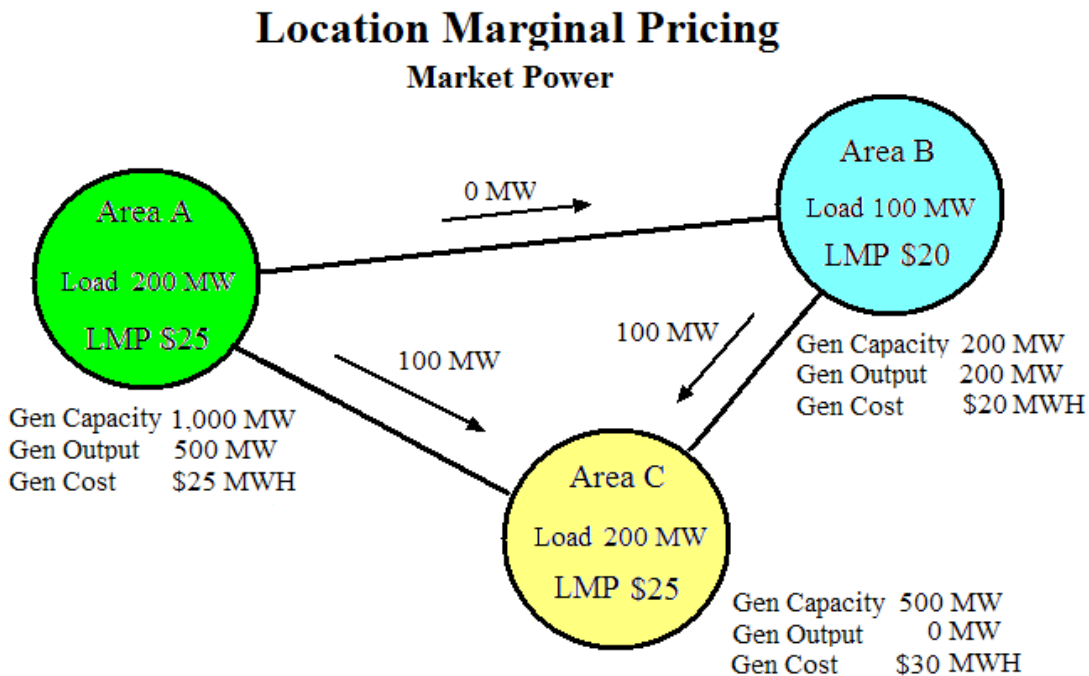 Location Marginal Pricing
Market Power
Area A
Load 200 MW
LMP $25
Gen Capacity 1,000 MW
Gen Output 500 MW
Gen Cost $25 MWH
0 MW
Area B
Load 100 MW
LMP $20
Gen Capacity 200 MW
Gen Output 200 MW
Gen Cost $20 MWH
100 MW
100 MW
Area C
Load 200 MW
LMP $25
Gen Capacity 500 MW
Gen Output 0 MW
Gen Cost $30 MWH